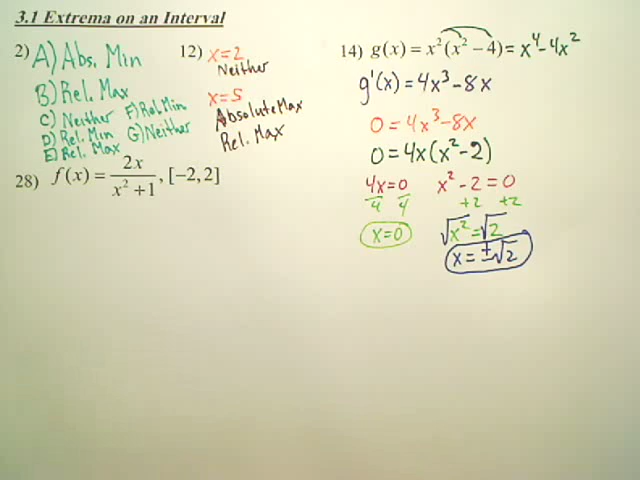 3.1 Extrema on an Interval
2) A) Abs. Min
B) Rel. Max
C) Neither F) Rel. Min
D) Rel. Min G) Neither
E) Rel. Max
12) x=2
Neither
x=5
Absolute Max
Rel. Max
14) g(x) = x²(x² − 4) = x⁴ - 4x²
g'(x) = 4x³ - 8x
0 = 4x³ - 8x
0 = 4x(x² - 2)
4x = 0 x² - 2 = 0
4 4 +2 +2
x = 0 √x² = √2
x = ±√2
28) f(x) = 2x / x² + 1, [−2, 2]